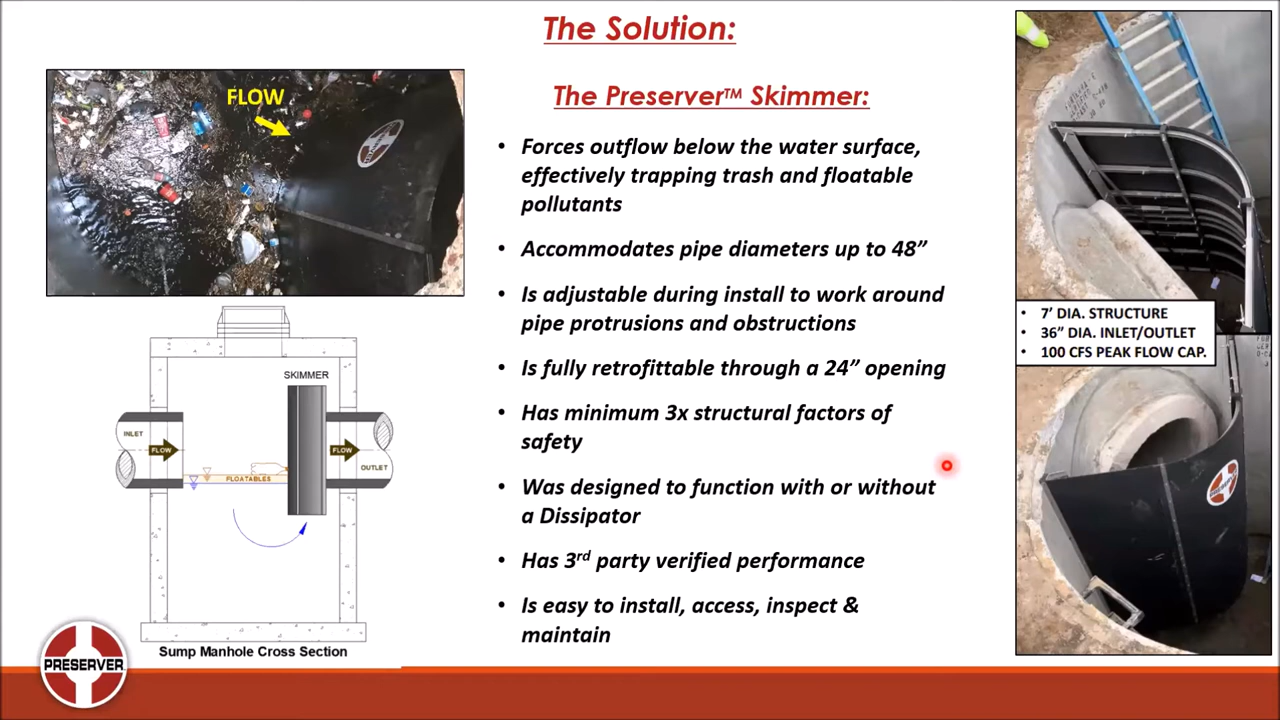 The Solution:
FLOW
The Preserver™ Skimmer:
• Forces outflow below the water surface,
effectively trapping trash and floatable
pollutants
• Accommodates pipe diameters up to 48”
• Is adjustable during install to work around
pipe protrusions and obstructions
• Is fully retrofittable through a 24” opening
• Has minimum 3x structural factors of
safety
• Was designed to function with or without
a Dissipator
• Has 3rd party verified performance
• Is easy to install, access, inspect &
maintain
SKIMMER
INLET
FLOW
FLOW
OUTLET
FLOATABLES
Sump Manhole Cross Section
PRESERVER
• 7’ DIA. STRUCTURE
• 36” DIA. INLET/OUTLET
• 100 CFS PEAK FLOW CAP.
PRESERVER